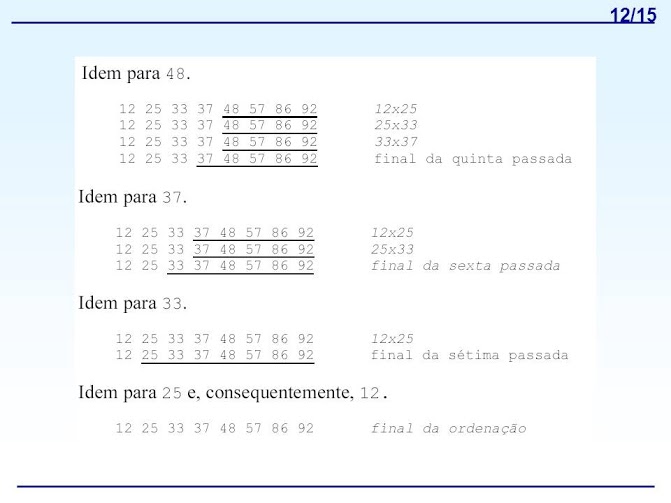 12/15
Idem para 48.
12 25 33 37 48 57 86 92 12x25
12 25 33 37 48 57 86 92 25x33
12 25 33 37 48 57 86 92 33x37
12 25 33 37 48 57 86 92 final da quinta passada
Idem para 37.
12 25 33 37 48 57 86 92 12x25
12 25 33 37 48 57 86 92 25x33
12 25 33 37 48 57 86 92 final da sexta passada
Idem para 33.
12 25 33 37 48 57 86 92 12x25
12 25 33 37 48 57 86 92 final da sétima passada
Idem para 25 e, consequentemente, 12.
12 25 33 37 48 57 86 92 final da ordenação